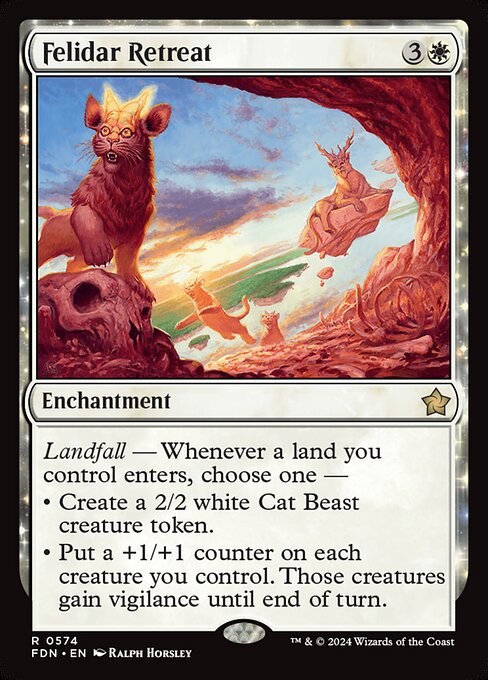 Felidar Retreat 3
Enchantment
Landfall — Whenever a land you
control enters, choose one —
• Create a 2/2 white Cat Beast
creature token.
• Put a +1/+1 counter on each
creature you control. Those creatures
gain vigilance until end of turn.
R 0574
™ & © 2024 Wizards of the Coast
FDN • EN Ralph Horsley